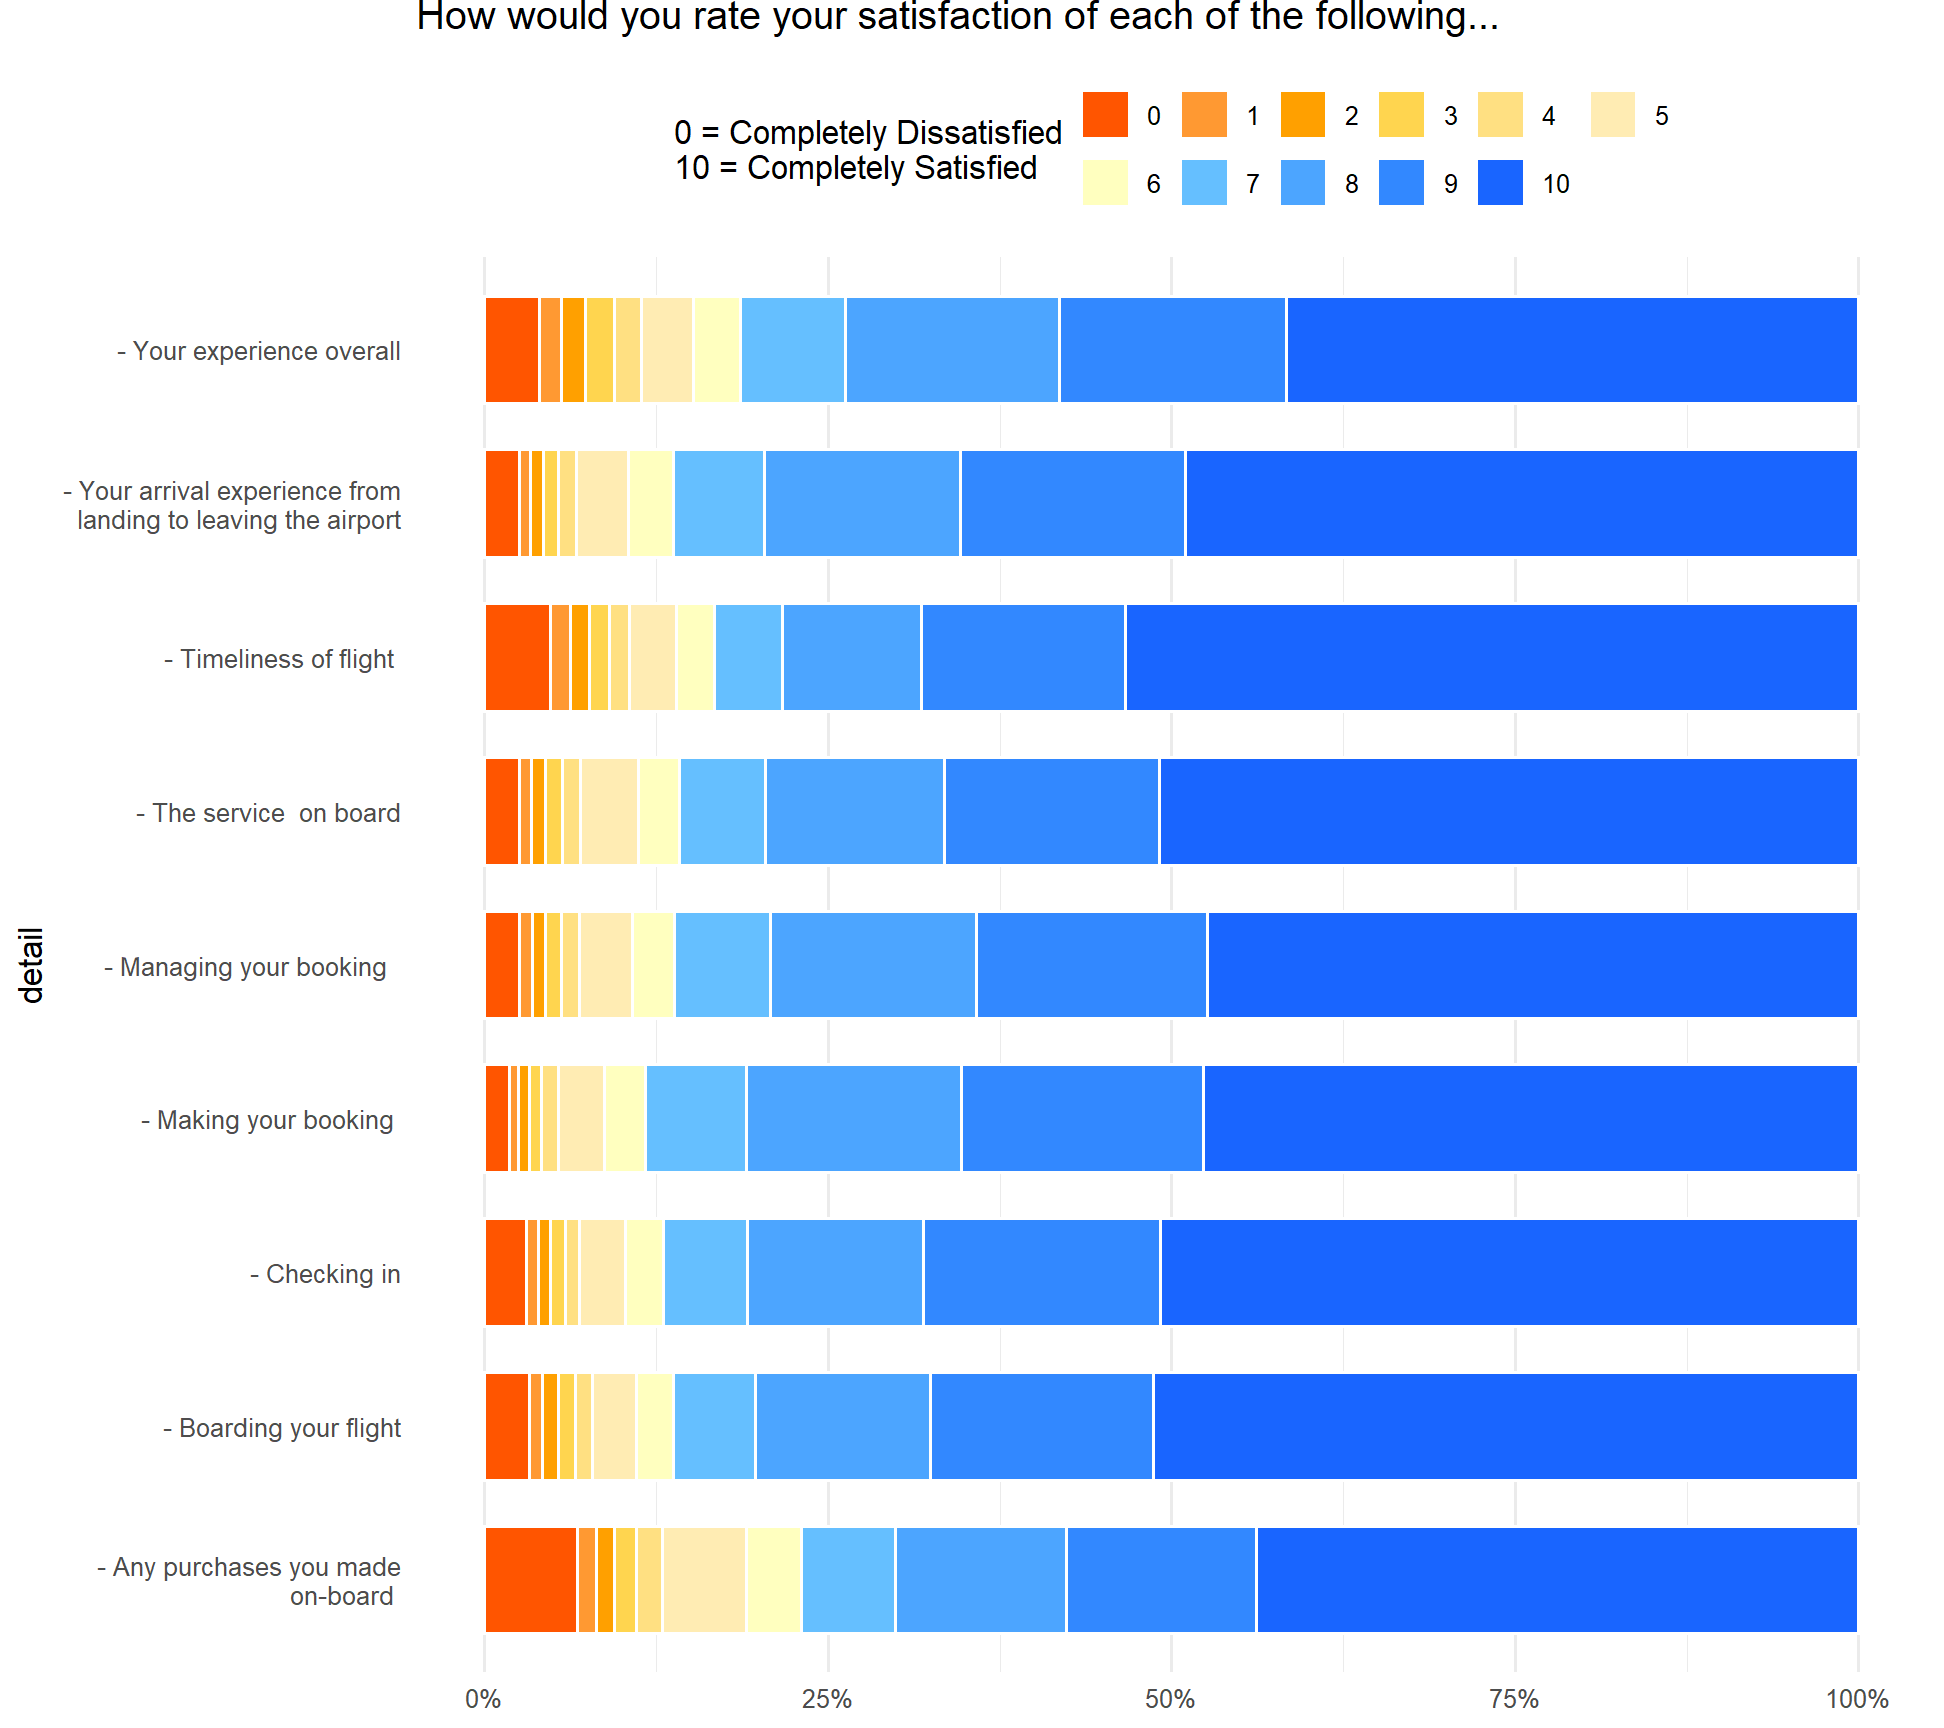 How would you rate your satisfaction of each of the following...
0 = Completely Dissatisfied
10 = Completely Satisfied
0 1 2 3 4 5
6 7 8 9 10
- Your experience overall
- Your arrival experience from
landing to leaving the airport
- Timeliness of flight
- The service  on board
- Managing your booking
- Making your booking
- Checking in
- Boarding your flight
- Any purchases you made
on-board
detail
0% 25% 50% 75% 100%